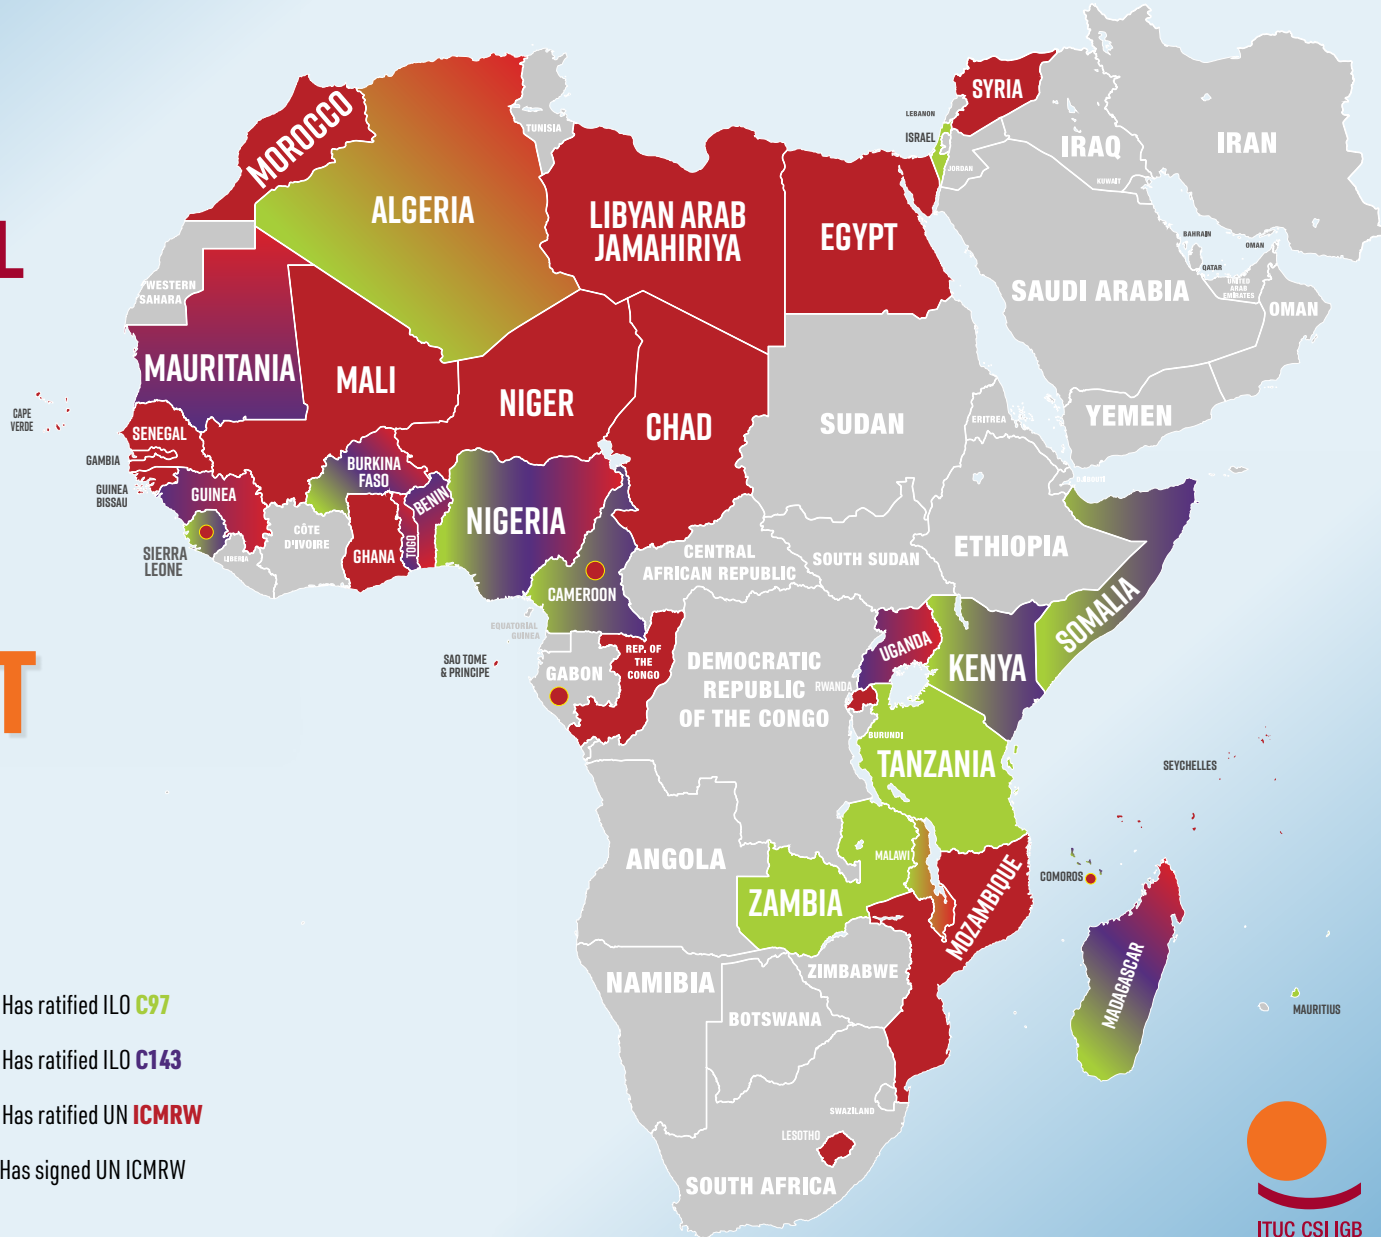 SYRIA
LEBANON
ISRAEL
IRAQ
IRAN
JORDAN
KUWAIT
MOROCCO
TUNISIA
ALGERIA
LIBYAN ARAB
JAMAHIRIYA
EGYPT
BAHRAIN
OMAN
QATAR
UNITED
ARAB
EMIRATES
SAUDI ARABIA
OMAN
L
WESTERN
SAHARA
MAURITANIA
MALI
NIGER
CHAD
SUDAN
ERITREA
YEMEN
CAPE
VERDE
SENEGAL
GAMBIA
GUINEA
BISSAU
GUINEA
BURKINA
FASO
BENIN
NIGERIA
DJIBOUTI
SIERRA
LEONE
LIBERIA
CÔTE
D'IVOIRE
GHANA
TOGO
CAMEROON
CENTRAL
AFRICAN REPUBLIC
SOUTH SUDAN
ETHIOPIA
SOMALIA
EQUATORIAL
GUINEA
SAO TOME
& PRINCIPE
GABON
REP. OF
THE
CONGO
DEMOCRATIC
REPUBLIC
OF THE CONGO
UGANDA
KENYA
RWANDA
BURUNDI
TANZANIA
T
SEYCHELLES
ANGOLA
ZAMBIA
MALAWI
MOZAMBIQUE
COMOROS
MADAGASCAR
MAURITIUS
NAMIBIA
ZIMBABWE
BOTSWANA
SWAZILAND
LESOTHO
SOUTH AFRICA
Has ratified ILO C97
Has ratified ILO C143
Has ratified UN ICMRW
Has signed UN ICMRW
ITUC CSI IGB